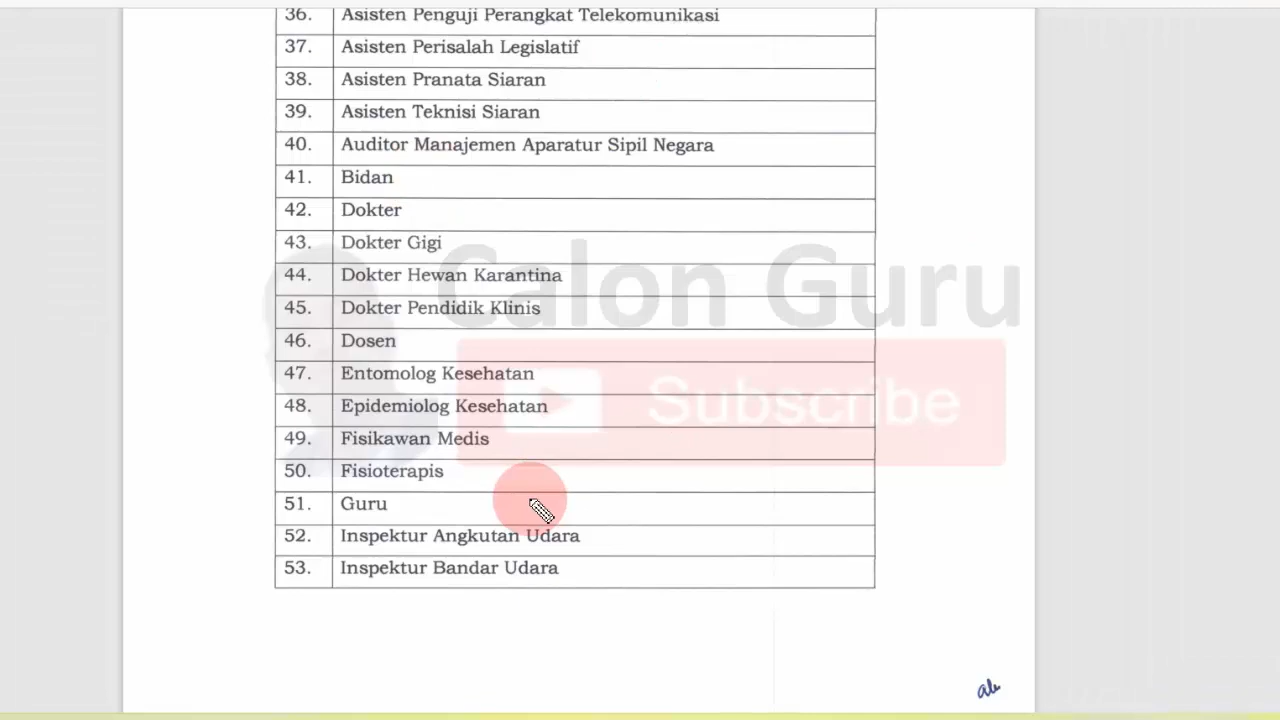 36. Asisten Penguji Perangkat Telekomunikasi
37. Asisten Perisalah Legislatif
38. Asisten Pranata Siaran
39. Asisten Teknisi Siaran
40. Auditor Manajemen Aparatur Sipil Negara
41. Bidan
42. Dokter
43. Dokter Gigi
44. Dokter Hewan Karantina
45. Dokter Pendidik Klinis
46. Dosen
47. Entomolog Kesehatan
48. Epidemiolog Kesehatan
49. Fisikawan Medis
50. Fisioterapis
51. Guru
52. Inspektur Angkutan Udara
53. Inspektur Bandar Udara
Calon Guru
Subscribe